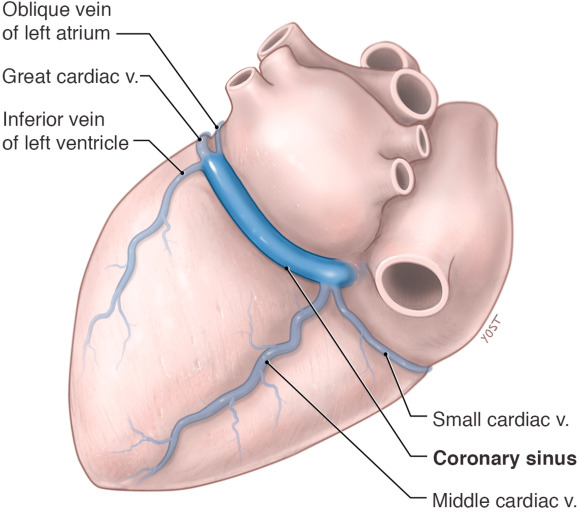 Oblique vein
of left atrium
Great cardiac v.
Inferior vein
of left ventricle
YOST
Small cardiac v.
Coronary sinus
Middle cardiac v.